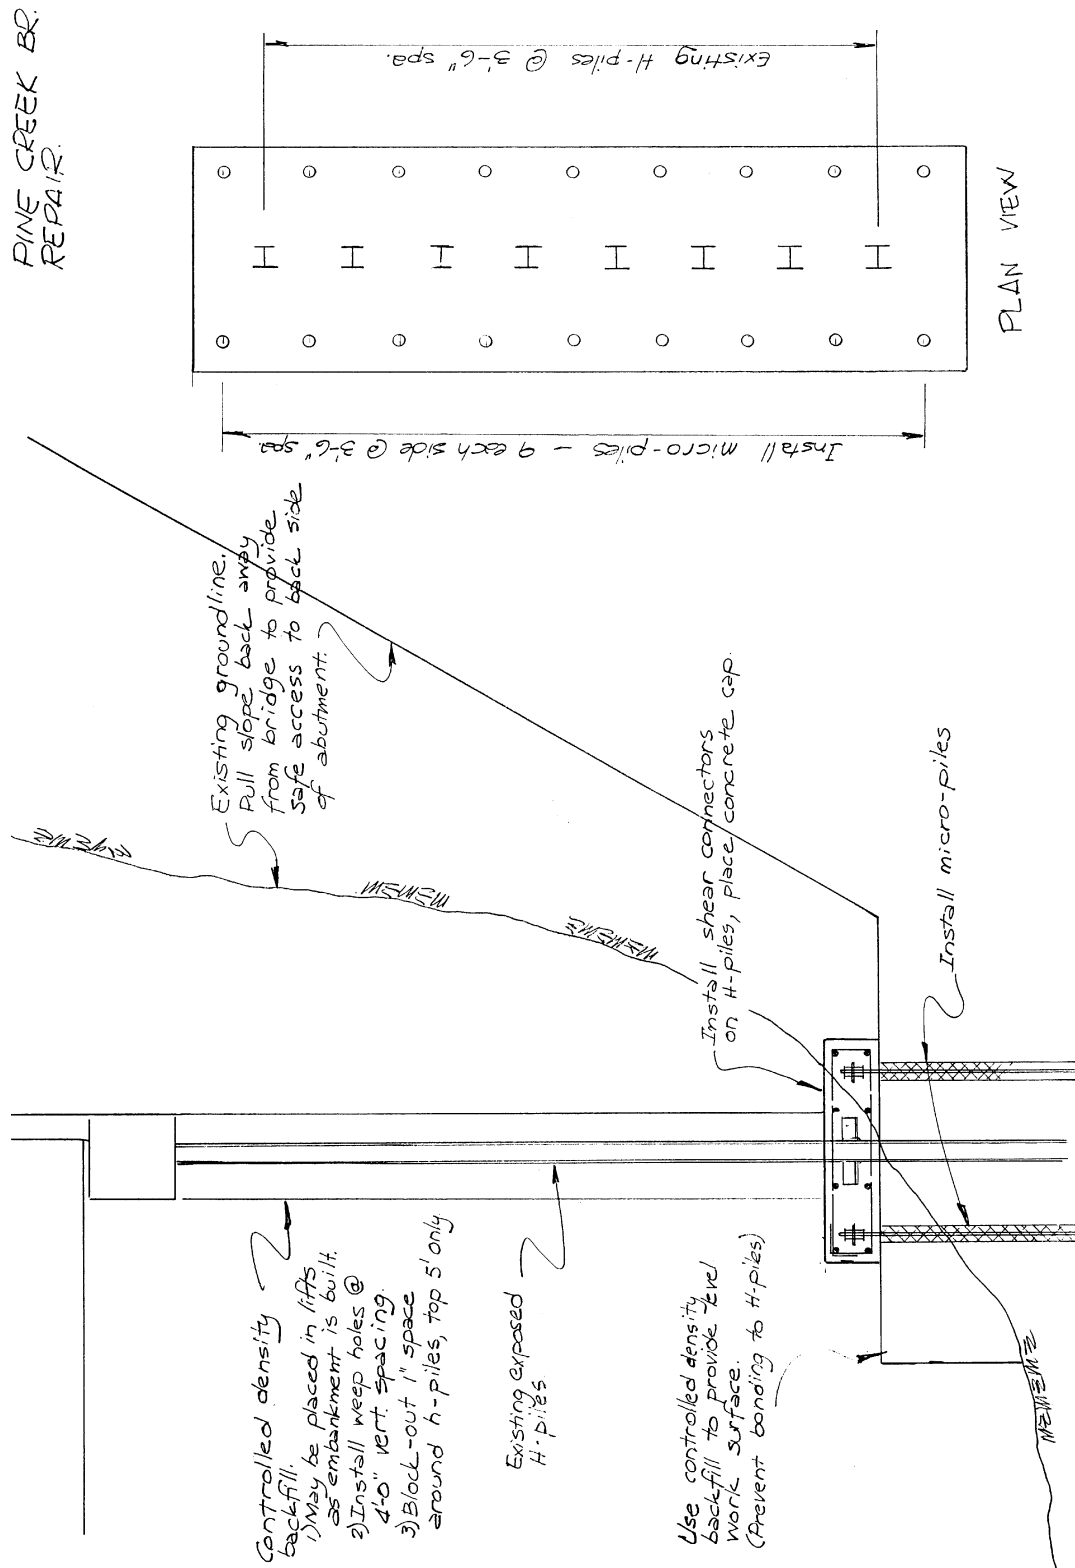 PINE CREEK BR.
REPAIR.
Existing H-piles @ 3'-6" spa.
PLAN VIEW
Install micro-piles - 9 each side @ 3'-6" spa.
Existing groundline.
Pull slope back away
from bridge to provide
safe access to back side
of abutment.
Install shear connectors
on H-piles, place concrete cap.
Install micro-piles
Controlled density
backfill.
1) May be placed in lifts
as embankment is built.
2) Install weep holes @
4'-0" vert. spacing.
3) Block-out 1" space
around h-piles, top 5' only.
Existing exposed
H-piles
Use controlled density
backfill to provide level
work surface.
(Prevent bonding to H-piles)